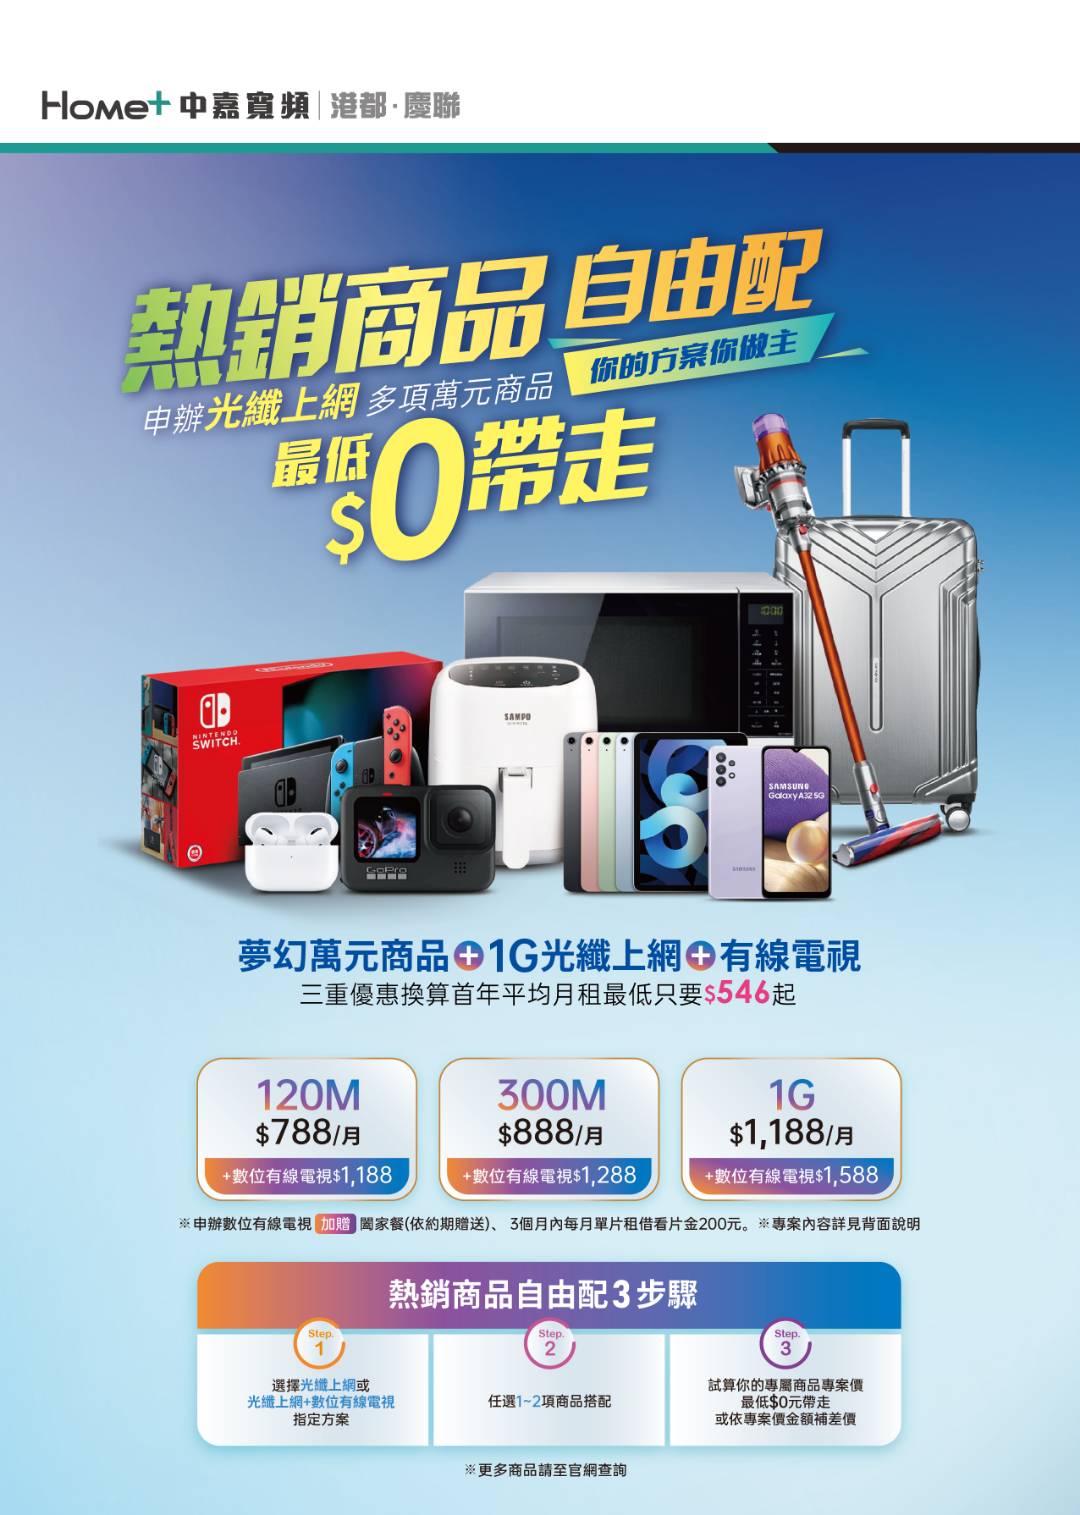 Home+ 中嘉寬頻 港都·慶聯
熱銷商品 自由配
你的方案你做主
申辦光纖上網 多項萬元商品
最低$0帶走
10:00
NINTENDO
SWITCH.
SAMPO
GoPro
SAMSUNG
Galaxy A32 5G
SAMSUNG
夢幻萬元商品+1G光纖上網+有線電視
三重優惠換算首年平均月租最低只要$546起
120M
$788/月
+數位有線電視$1,188
300M
$888/月
+數位有線電視$1,288
1G
$1,188/月
+數位有線電視$1,588
※申辦數位有線電視 加贈 闔家餐(依約期贈送)、 3個月內每月單片租借看片金200元。※專案內容詳見背面說明
熱銷商品自由配3步驟
Step.
1
選擇光纖上網或
光纖上網+數位有線電視
指定方案
Step.
2
任選1~2項商品搭配
Step.
3
試算你的專屬商品專案價
最低$0元帶走
或依專案價金額補差價
※更多商品請至官網查詢